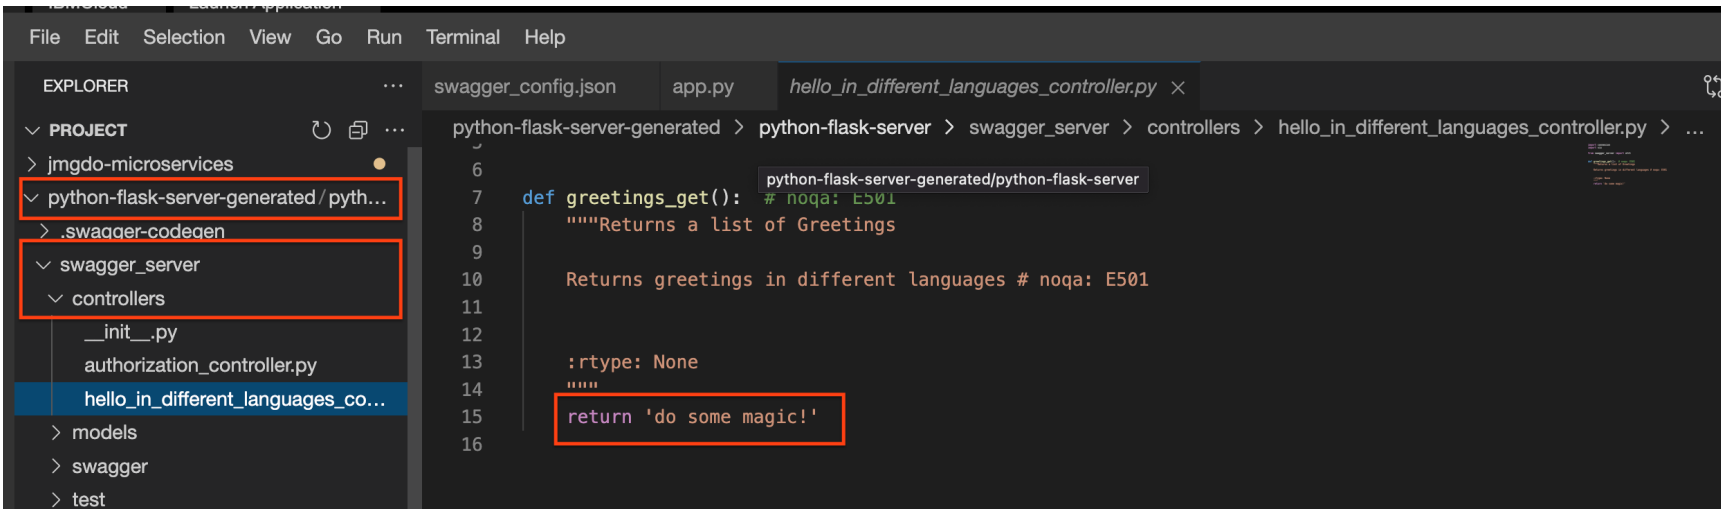 IBMCloud Launch Application
File Edit Selection View Go Run Terminal Help
EXPLORER ...
swagger_config.json app.py hello_in_different_languages_controller.py
PROJECT ...
python-flask-server-generated > python-flask-server > swagger_server > controllers > hello_in_different_languages_controller.py > ...
jmgdo-microservices
python-flask-server-generated/pyth...
.swagger-codegen
swagger_server
controllers
__init__.py
authorization_controller.py
hello_in_different_languages_co...
models
swagger
test
5
6
python-flask-server-generated/python-flask-server
7 def greetings_get():  # noqa: E501
8 """Returns a list of Greetings
9
10 Returns greetings in different languages # noqa: E501
11
12
13 :rtype: None
14 """
15 return 'do some magic!'
16